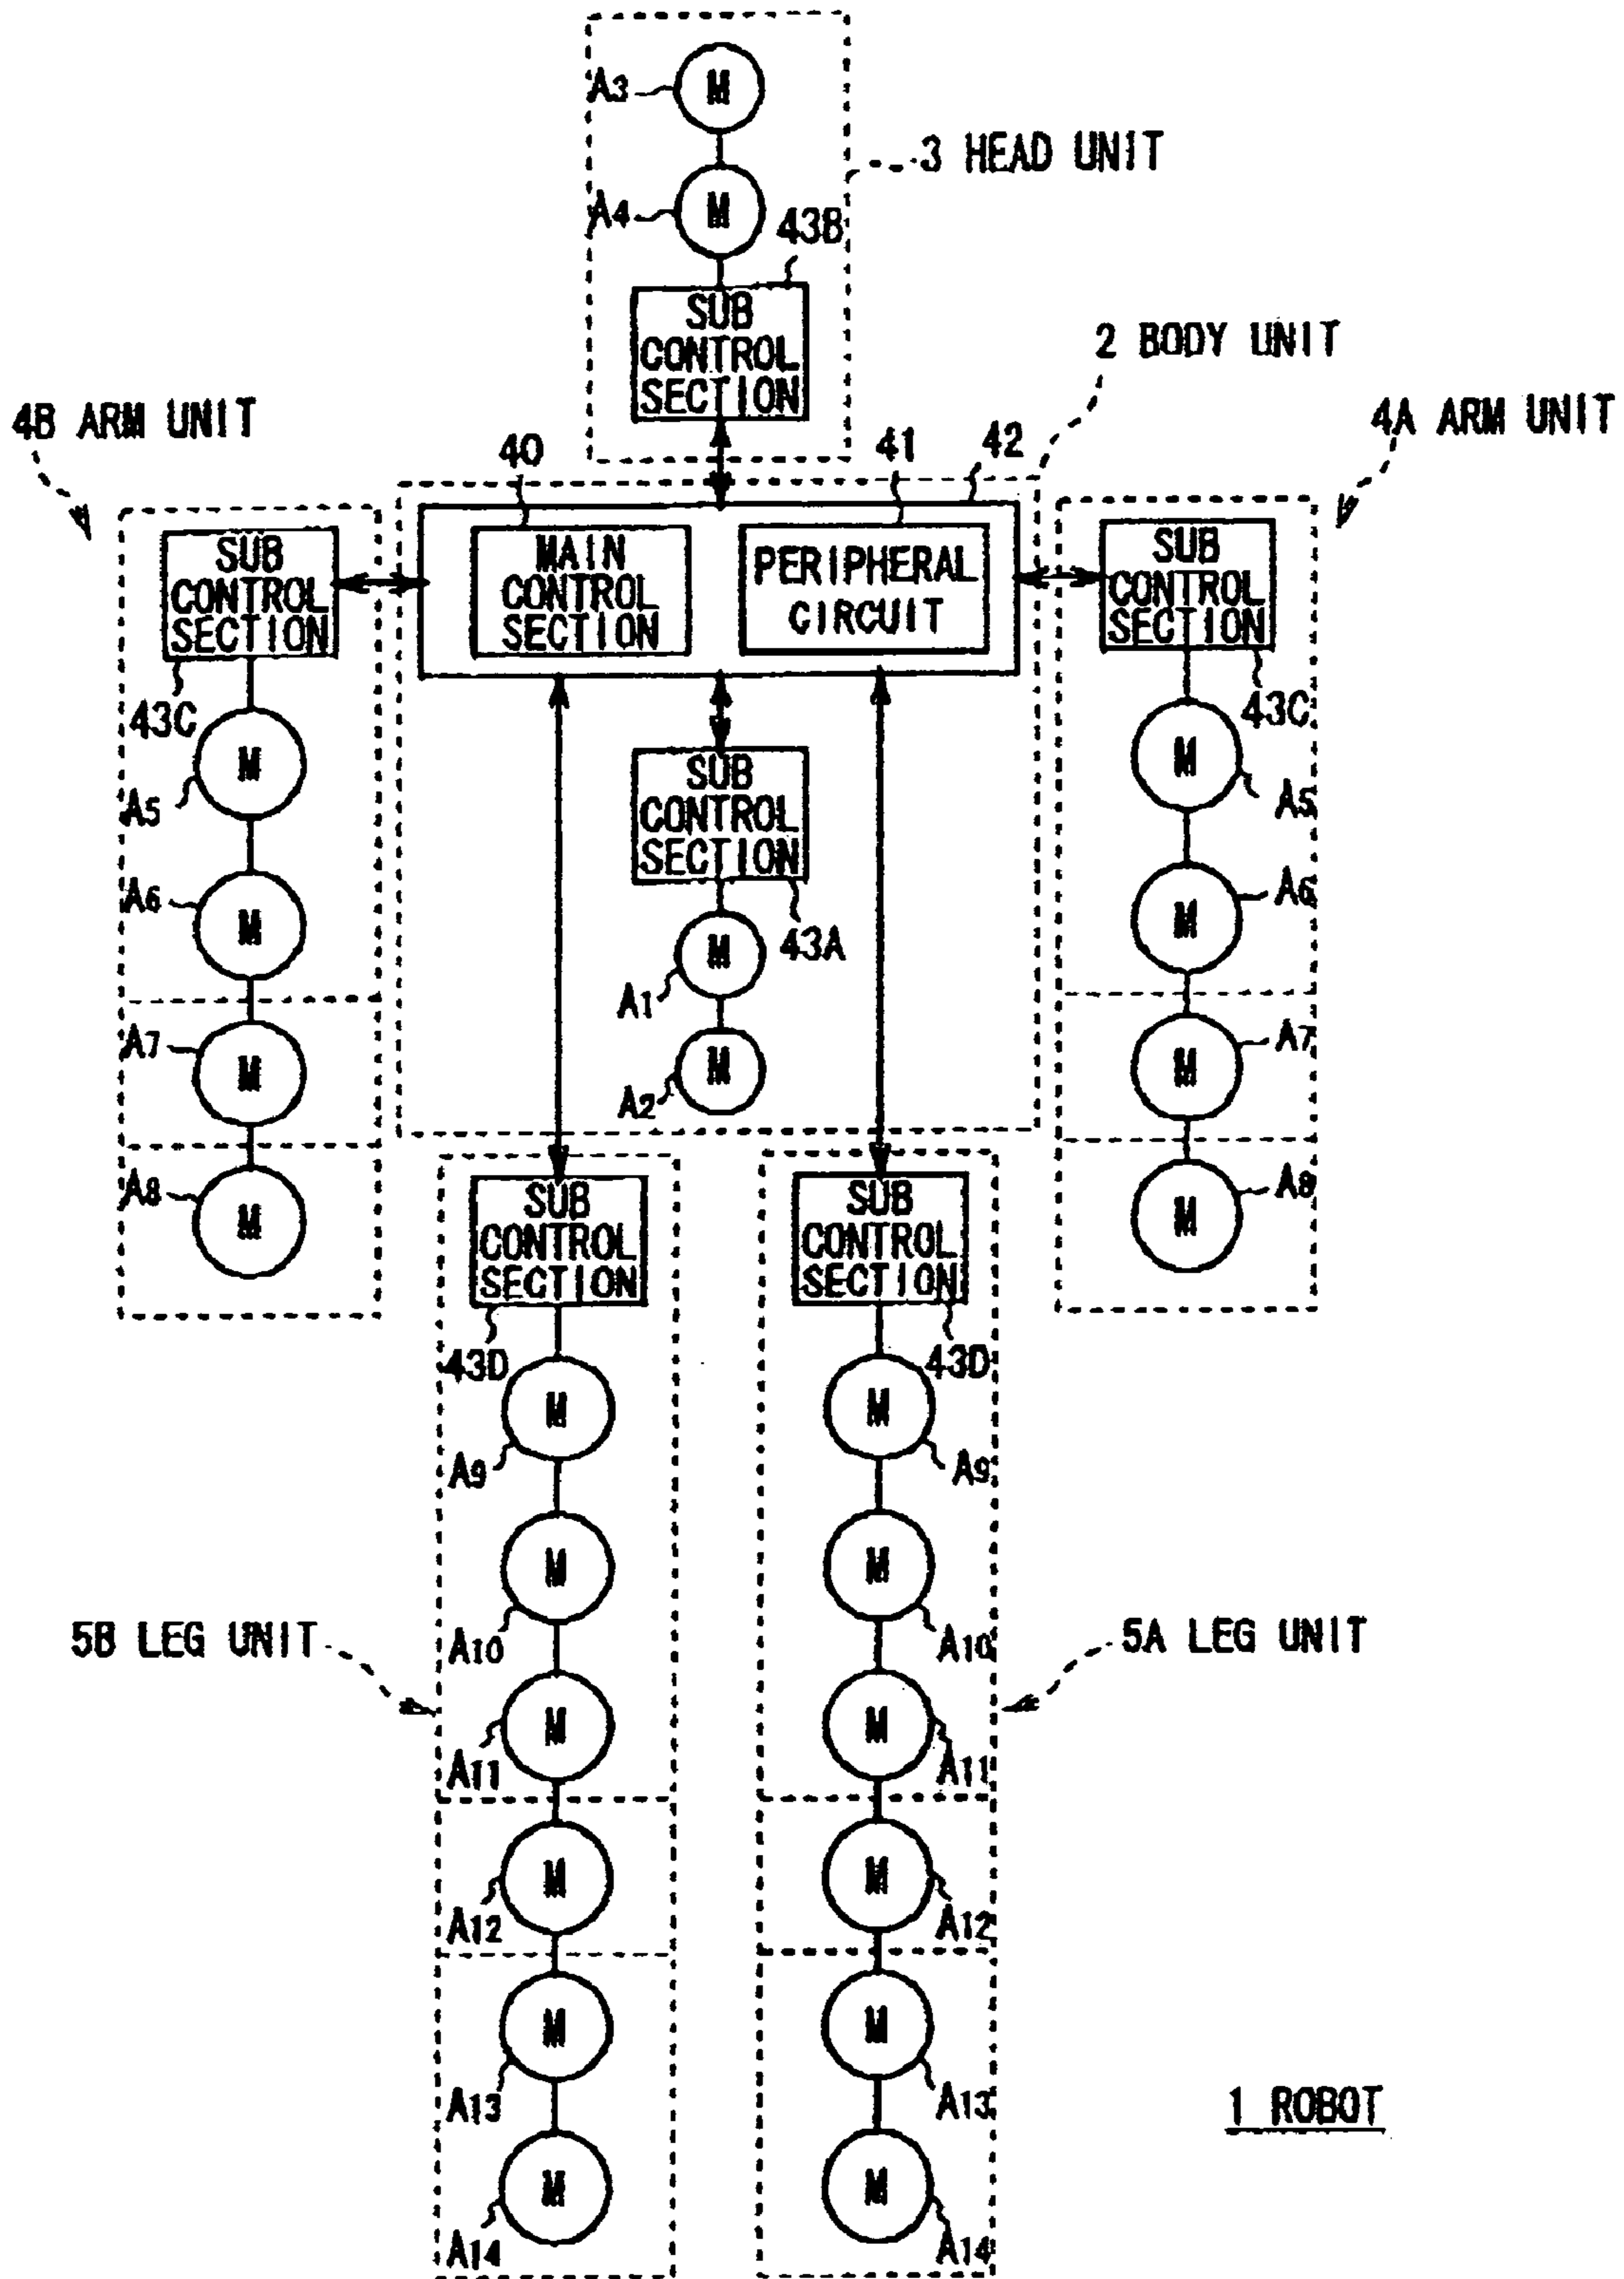 A3
M
3 HEAD UNIT
A4
M
43B
SUB
CONTROL
SECTION
2 BODY UNIT
4B ARM UNIT
4A ARM UNIT
40
41
42
SUB
CONTROL
SECTION
43C
MAIN
CONTROL
SECTION
PERIPHERAL
CIRCUIT
SUB
CONTROL
SECTION
43C
M
A5
M
A6
M
A7
M
A8
SUB
CONTROL
SECTION
43A
M
A1
M
A2
M
A5
M
A6
M
A7
M
A8
SUB
CONTROL
SECTION
43D
M
A9
M
A10
5B LEG UNIT
M
A11
M
A12
M
A13
M
A14
SUB
CONTROL
SECTION
43D
M
A9
M
A10
5A LEG UNIT
M
A11
M
A12
M
A13
M
A14
1 ROBOT